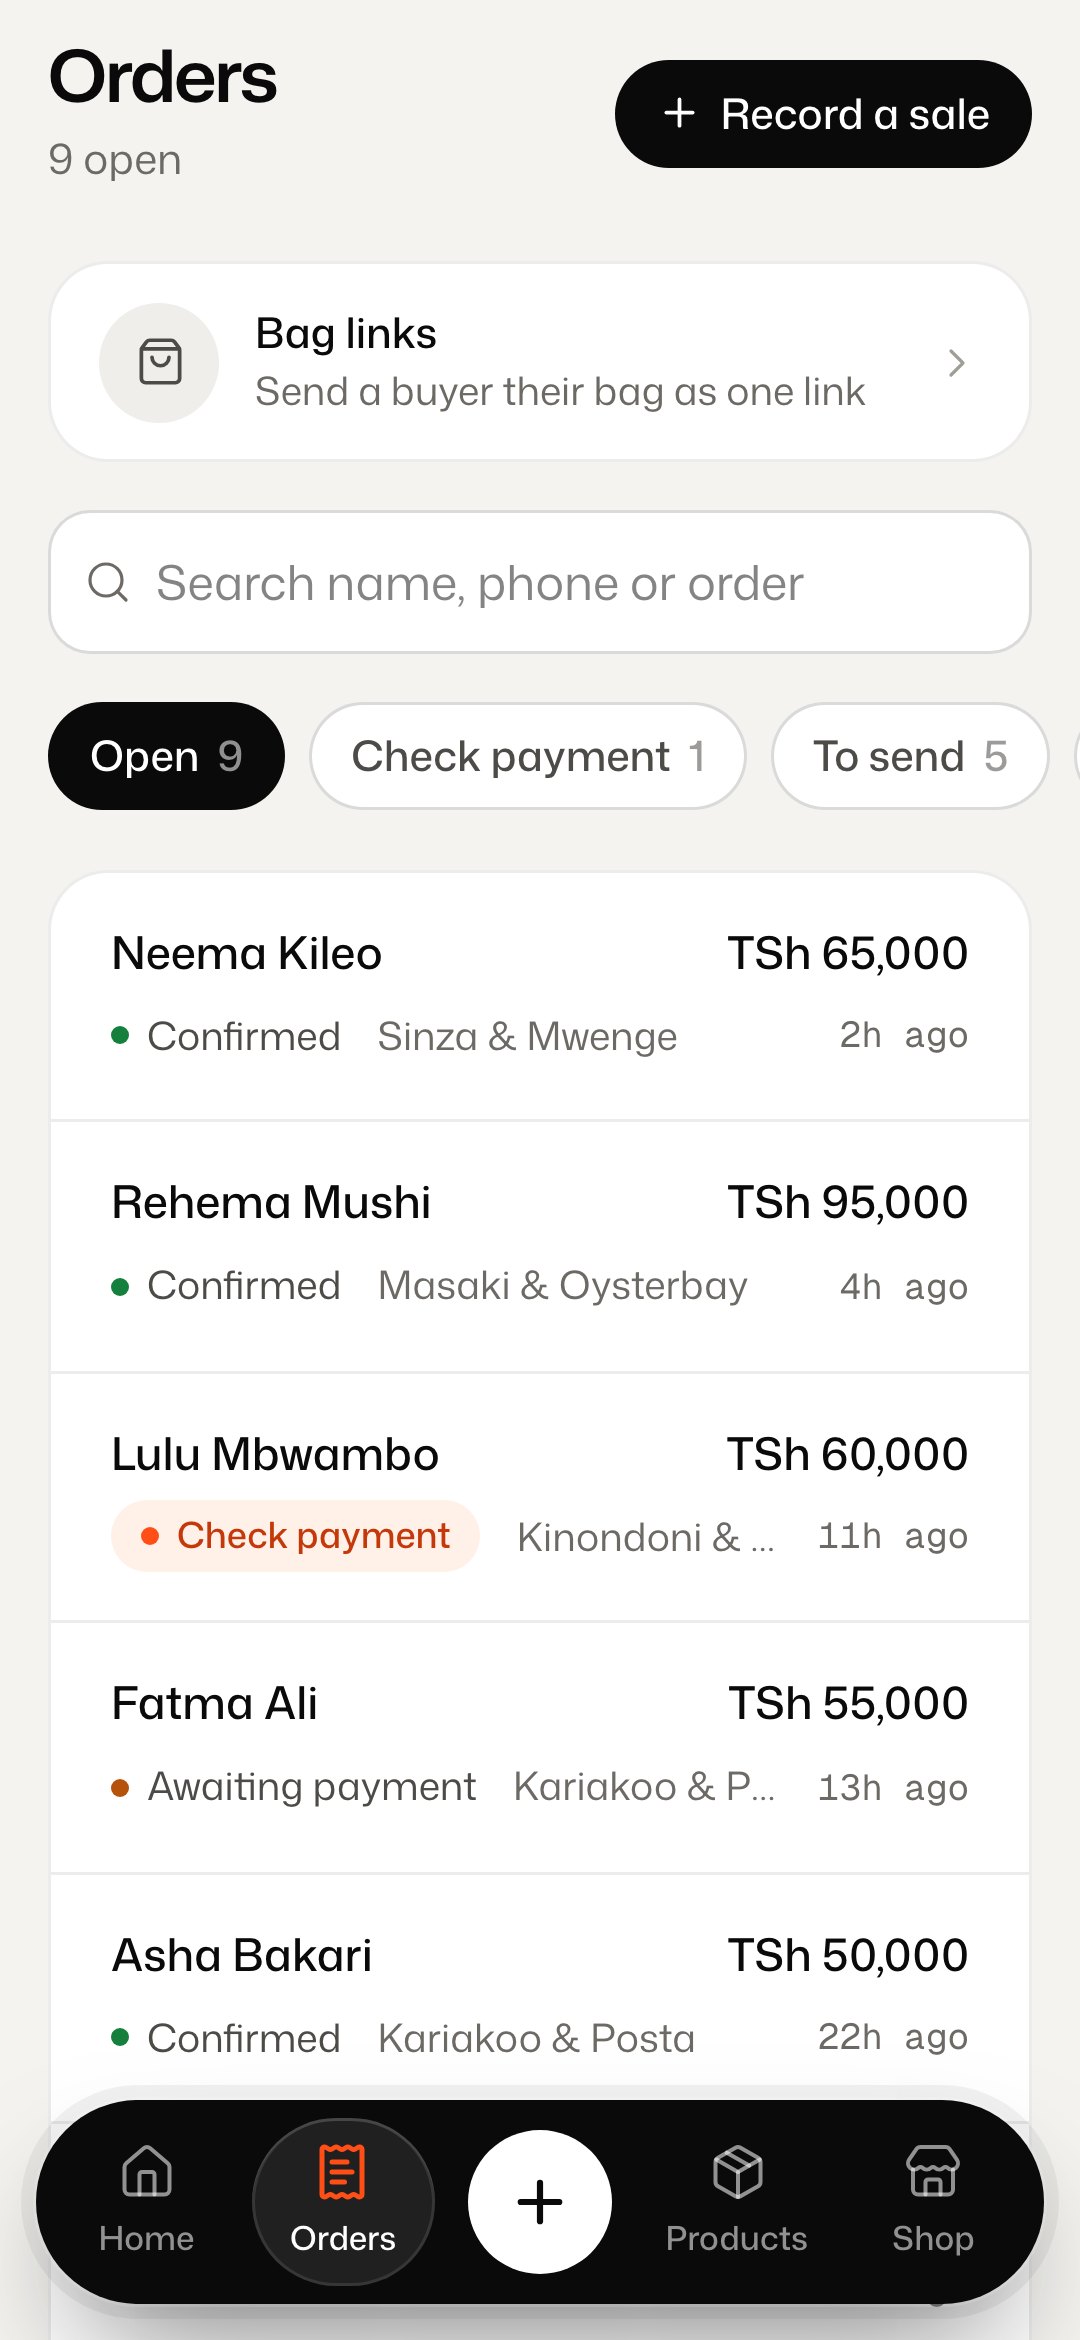 Orders
9 open
+ Record a sale
Bag links
Send a buyer their bag as one link
Search name, phone or order
Open 9
Check payment 1
To send 5
Neema Kileo TSh 65,000
Confirmed Sinza & Mwenge 2h ago
Rehema Mushi TSh 95,000
Confirmed Masaki & Oysterbay 4h ago
Lulu Mbwambo TSh 60,000
Check payment Kinondoni & ... 11h ago
Fatma Ali TSh 55,000
Awaiting payment Kariakoo & P... 13h ago
Asha Bakari TSh 50,000
Confirmed Kariakoo & Posta 22h ago
Home Orders Products Shop